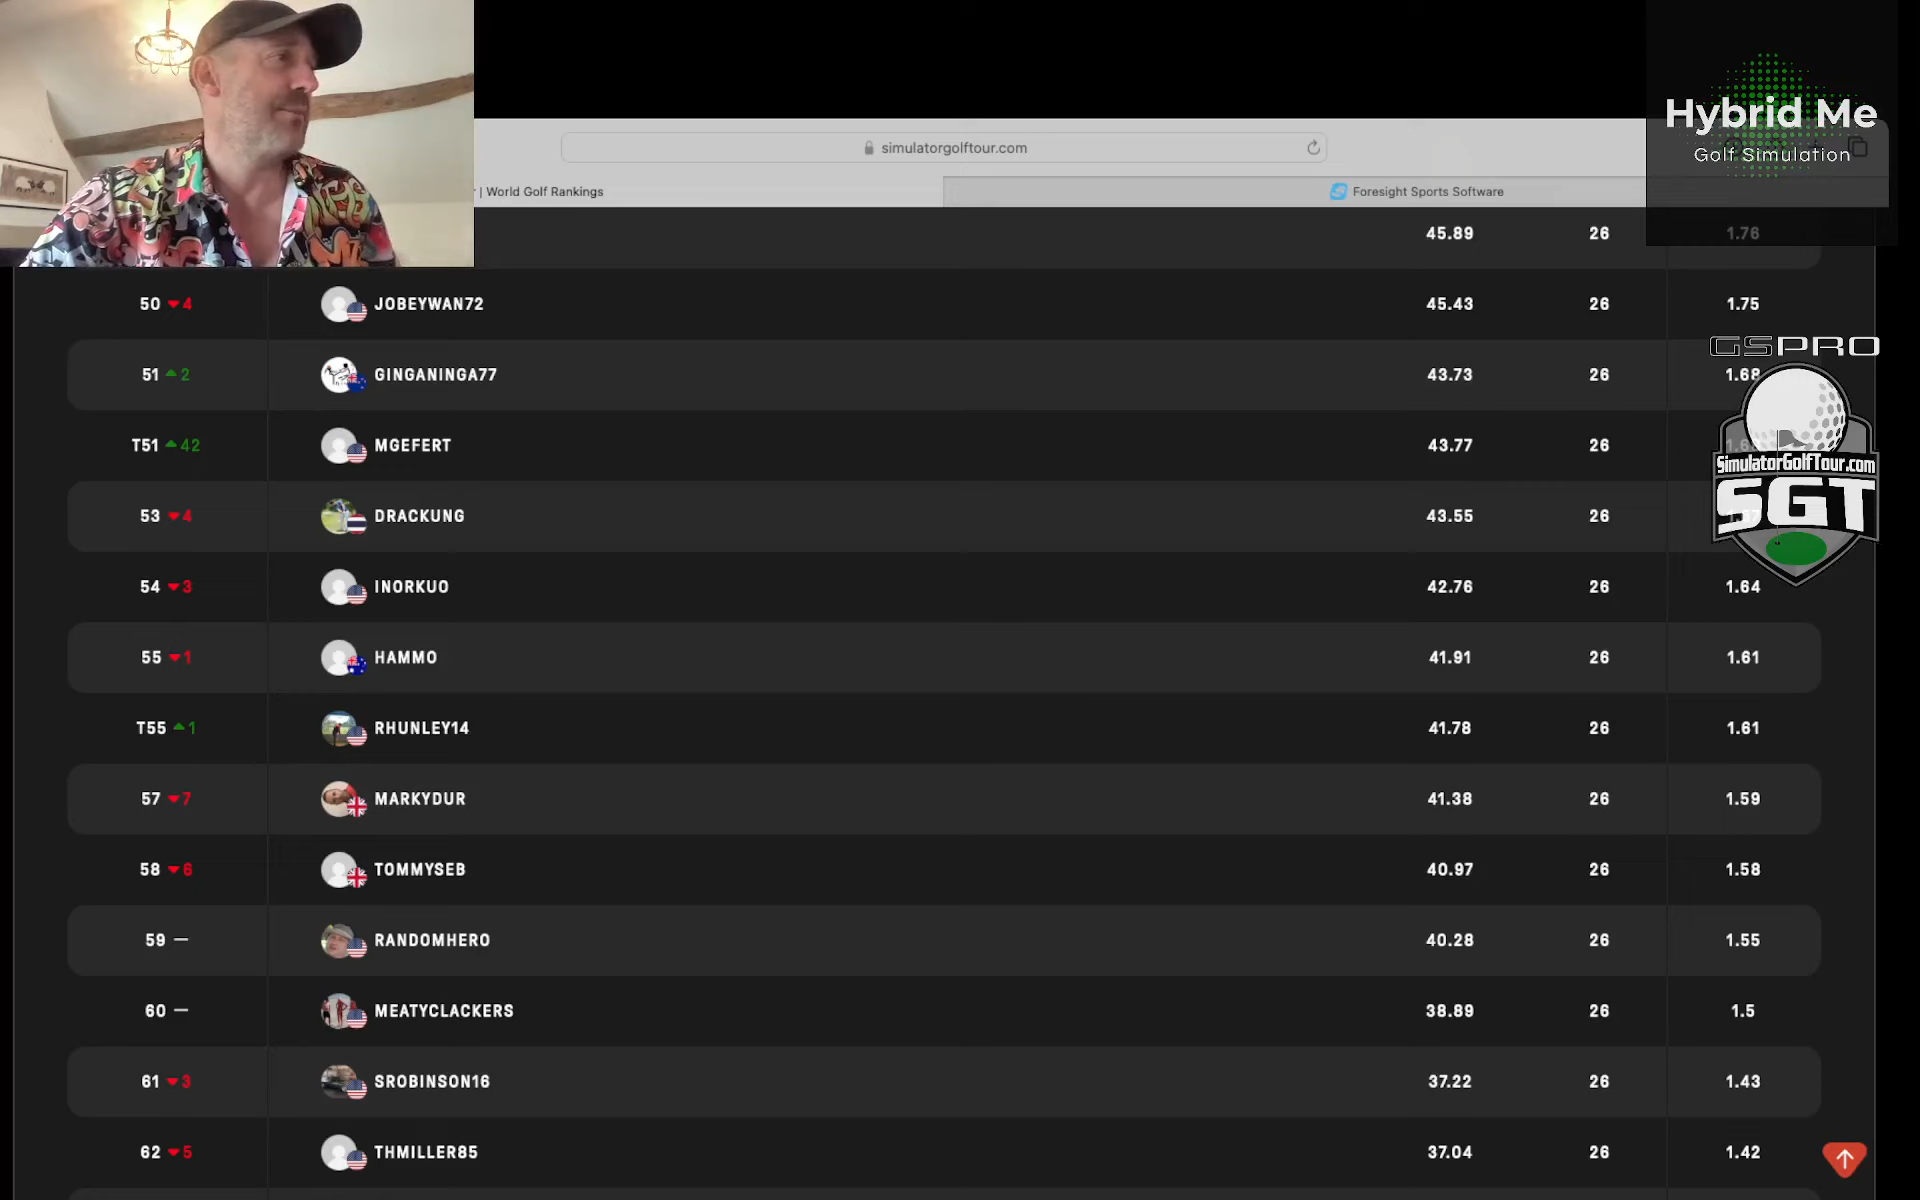 Hybrid Me
Golf Simulation
simulatorgolftour.com
| World Golf Rankings
Foresight Sports Software
45.89 26 1.76
50 4 JOBEYWAN72 45.43 26 1.75
GSPRO
51 2 GINGANINGA77 43.73 26 1.68
T51 42 MGEFERT 43.77 26
SimulatorGolfTour.com
SGT
53 4 DRACKUNG 43.55 26
54 3 INORKUO 42.76 26 1.64
55 1 HAMMO 41.91 26 1.61
T55 1 RHUNLEY14 41.78 26 1.61
57 7 MARKYDUR 41.38 26 1.59
58 6 TOMMYSEB 40.97 26 1.58
59 — RANDOMHERO 40.28 26 1.55
60 — MEATYCLACKERS 38.89 26 1.5
61 3 SROBINSON16 37.22 26 1.43
62 5 THMILLER85 37.04 26 1.42